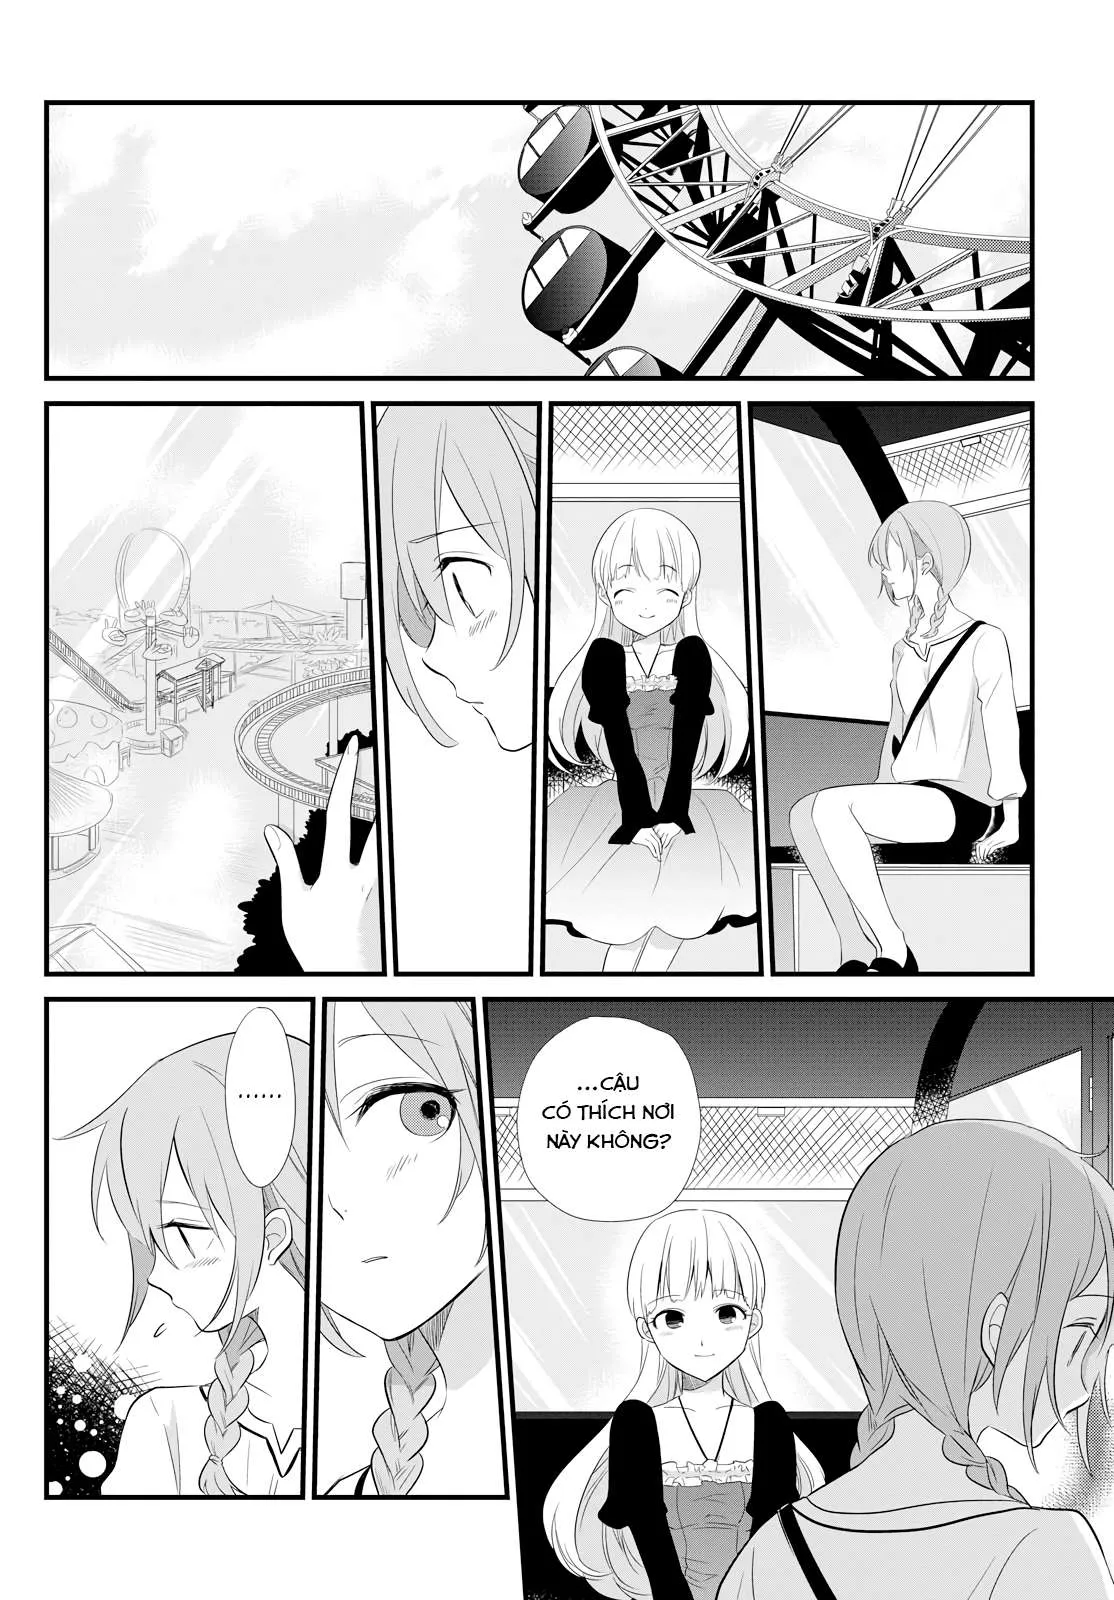 ...CẬU
CÓ THÍCH NƠI
NÀY KHÔNG?
......